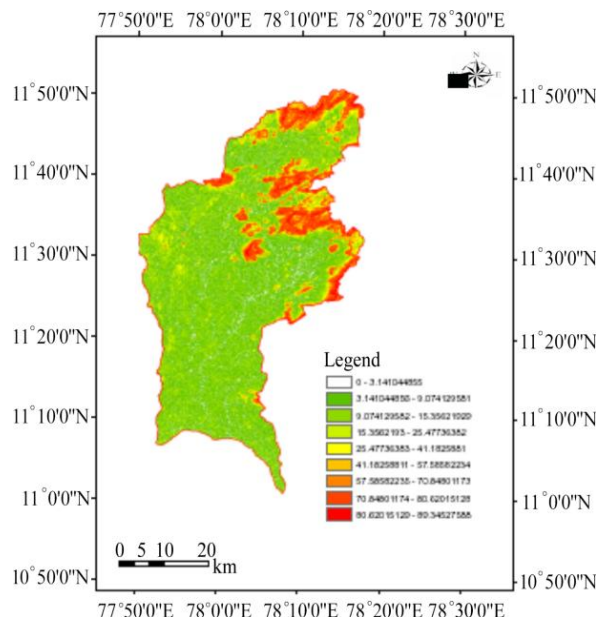 77°50'0"E 78°0'0"E 78°10'0"E 78°20'0"E 78°30'0"E
N
E
11°50'0"N 11°50'0"N
11°40'0"N 11°40'0"N
11°30'0"N 11°30'0"N
11°20'0"N 11°20'0"N
Legend
0 - 3.141044855
3.141044856 - 9.074129581
9.074129582 - 15.35621929
15.3562193 - 25.47736382
25.47736383 - 41.1825881
41.18258811 - 57.58582234
57.58582235 - 70.84801173
70.84801174 - 80.62015128
80.62015129 - 89.34527588
11°10'0"N 11°10'0"N
11°0'0"N 11°0'0"N
0 5 10 20
km
10°50'0"N 10°50'0"N
77°50'0"E 78°0'0"E 78°10'0"E 78°20'0"E 78°30'0"E